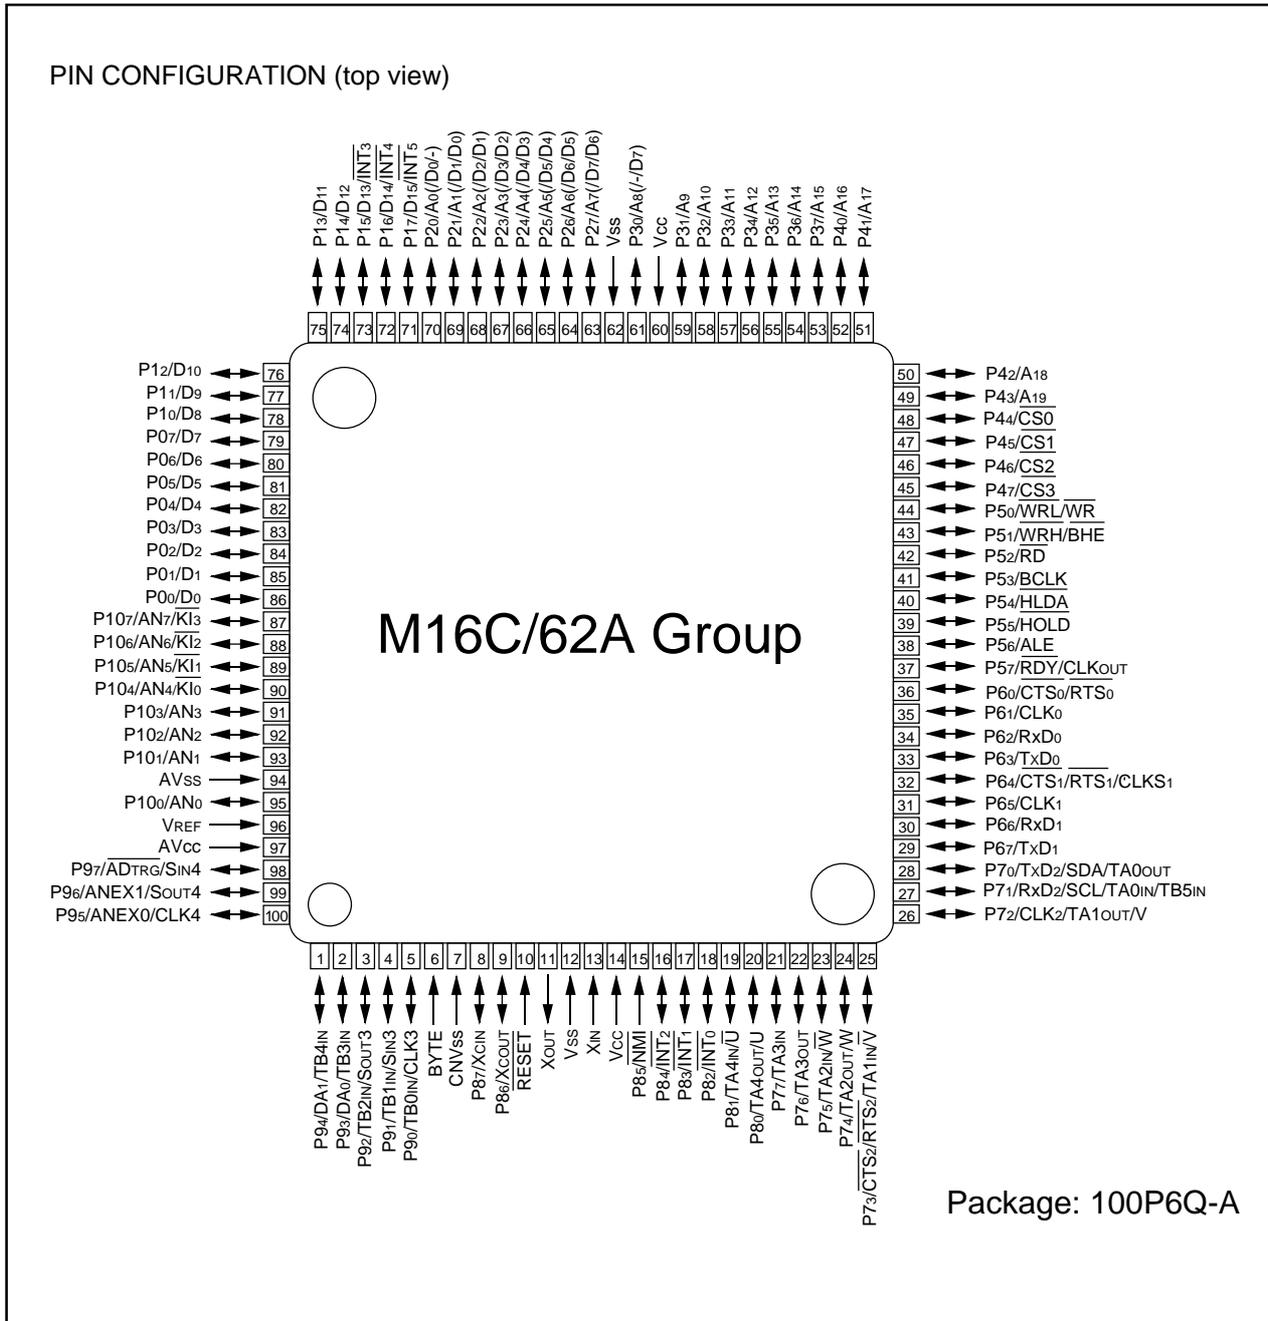 PIN CONFIGURATION (top view)
P13/D11
P14/D12
P15/D13/INT3
P16/D14/INT4
P17/D15/INT5
P20/A0(/D0/-)
P21/A1(/D1/D0)
P22/A2(/D2/D1)
P23/A3(/D3/D2)
P24/A4(/D4/D3)
P25/A5(/D5/D4)
P26/A6(/D6/D5)
P27/A7(/D7/D6)
Vss
P30/A8(/-/D7)
Vcc
P31/A9
P32/A10
P33/A11
P34/A12
P35/A13
P36/A14
P37/A15
P40/A16
P41/A17
75 74 73 72 71 70 69 68 67 66 65 64 63 62 61 60 59 58 57 56 55 54 53 52 51
P12/D10 76
P11/D9 77
P10/D8 78
P07/D7 79
P06/D6 80
P05/D5 81
P04/D4 82
P03/D3 83
P02/D2 84
P01/D1 85
P00/D0 86
P107/AN7/KI3 87
P106/AN6/KI2 88
P105/AN5/KI1 89
P104/AN4/KI0 90
P103/AN3 91
P102/AN2 92
P101/AN1 93
AVss 94
P100/AN0 95
VREF 96
AVcc 97
P97/ADTRG/SIN4 98
P96/ANEX1/SOUT4 99
P95/ANEX0/CLK4 100
M16C/62A Group
50 P42/A18
49 P43/A19
48 P44/CS0
47 P45/CS1
46 P46/CS2
45 P47/CS3
44 P50/WRL/WR
43 P51/WRH/BHE
42 P52/RD
41 P53/BCLK
40 P54/HLDA
39 P55/HOLD
38 P56/ALE
37 P57/RDY/CLKOUT
36 P60/CTS0/RTS0
35 P61/CLK0
34 P62/RxD0
33 P63/TxD0
32 P64/CTS1/RTS1/CLKS1
31 P65/CLK1
30 P66/RxD1
29 P67/TxD1
28 P70/TxD2/SDA/TA0OUT
27 P71/RxD2/SCL/TA0IN/TB5IN
26 P72/CLK2/TA1OUT/V
1 2 3 4 5 6 7 8 9 10 11 12 13 14 15 16 17 18 19 20 21 22 23 24 25
P94/DA1/TB4IN
P93/DA0/TB3IN
P92/TB2IN/SOUT3
P91/TB1IN/SIN3
P90/TB0IN/CLK3
BYTE
CNVss
P87/XCIN
P86/XCOUT
RESET
XOUT
Vss
XIN
Vcc
P85/NMI
P84/INT2
P83/INT1
P82/INT0
P81/TA4IN/U
P80/TA4OUT/U
P77/TA3IN
P76/TA3OUT
P75/TA2IN/W
P74/TA2OUT/W
P73/CTS2/RTS2/TA1IN/V
Package: 100P6Q-A